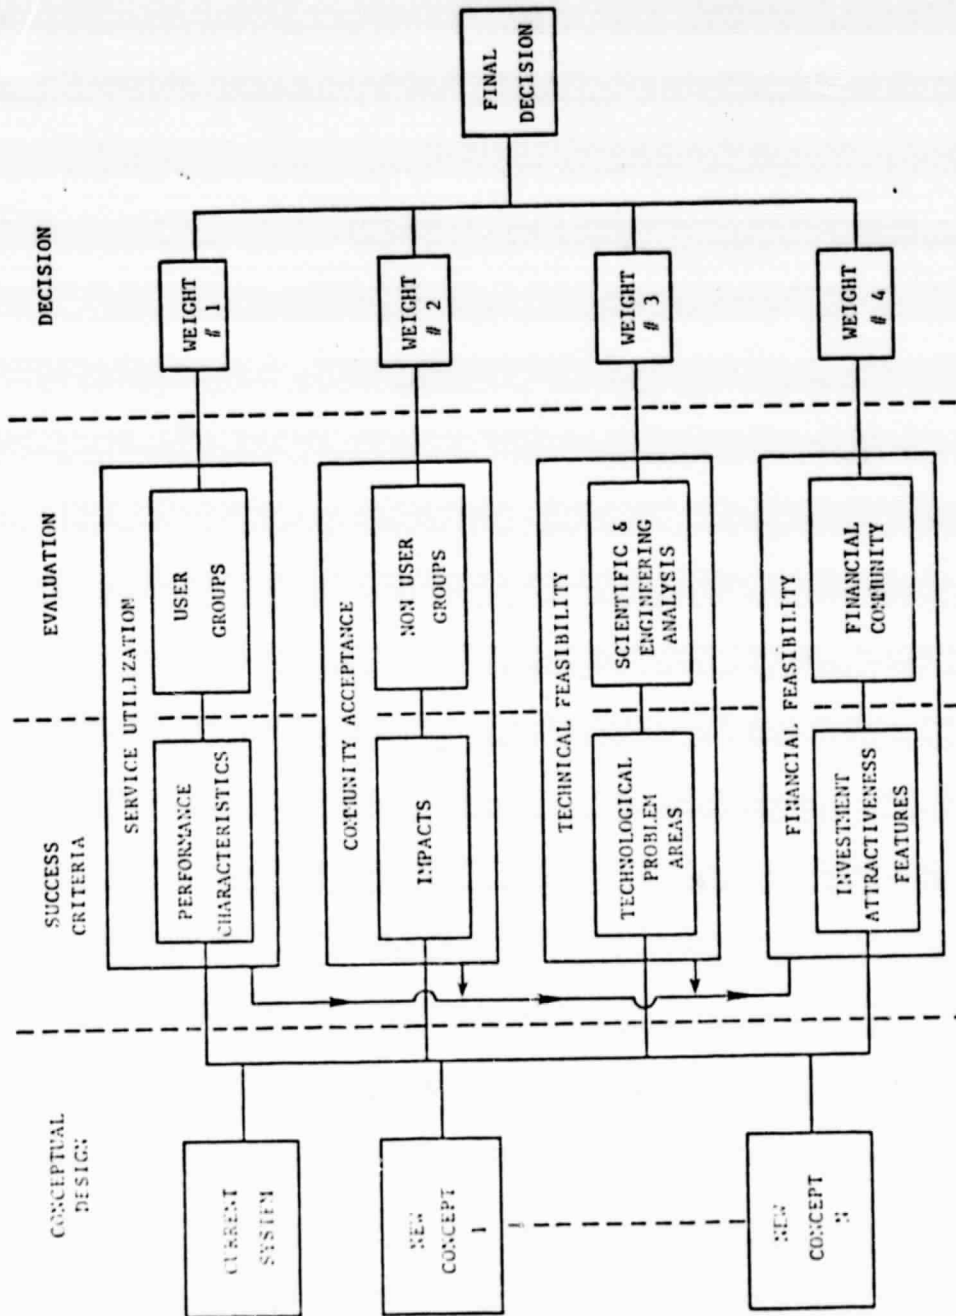 CONCEPTUAL
DESIGN
SUCCESS
CRITERIA
EVALUATION
DECISION
CURRENT
SYSTEM
NEW
CONCEPT
1
NEW
CONCEPT
N
SERVICE UTILIZATION
PERFORMANCE
CHARACTERISTICS
USER
GROUPS
COMMUNITY ACCEPTANCE
IMPACTS
NON USER
GROUPS
TECHNICAL FEASIBILITY
TECHNOLOGICAL
PROBLEM
AREAS
SCIENTIFIC &
ENGINEERING
ANALYSIS
FINANCIAL FEASIBILITY
INVESTMENT
ATTRACTIVENESS
FEATURES
FINANCIAL
COMMUNITY
WEIGHT
# 1
WEIGHT
# 2
WEIGHT
# 3
WEIGHT
# 4
FINAL
DECISION